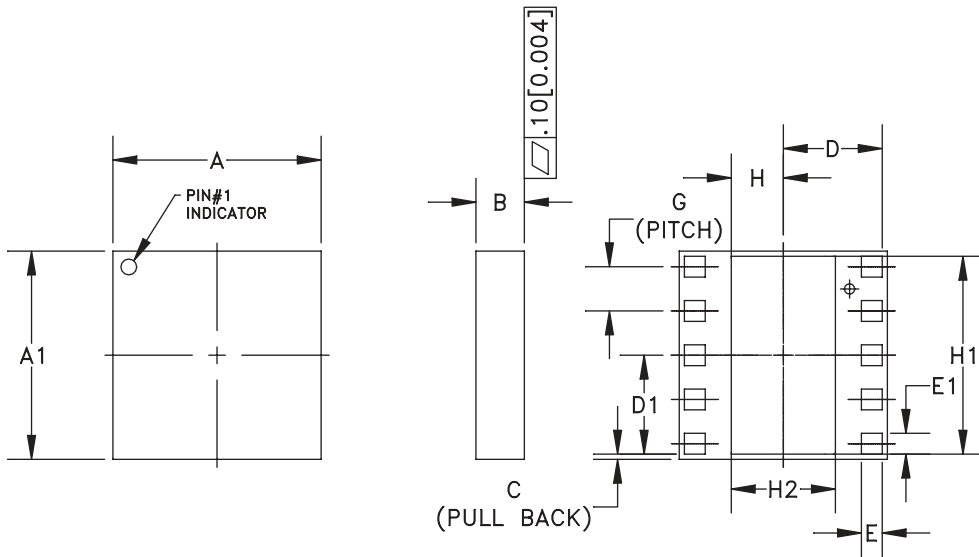 .10[0.004]
A
PIN#1
INDICATOR
A1
B
G
(PITCH)
H
D
D1
E1
H1
H2
C
(PULL BACK)
E